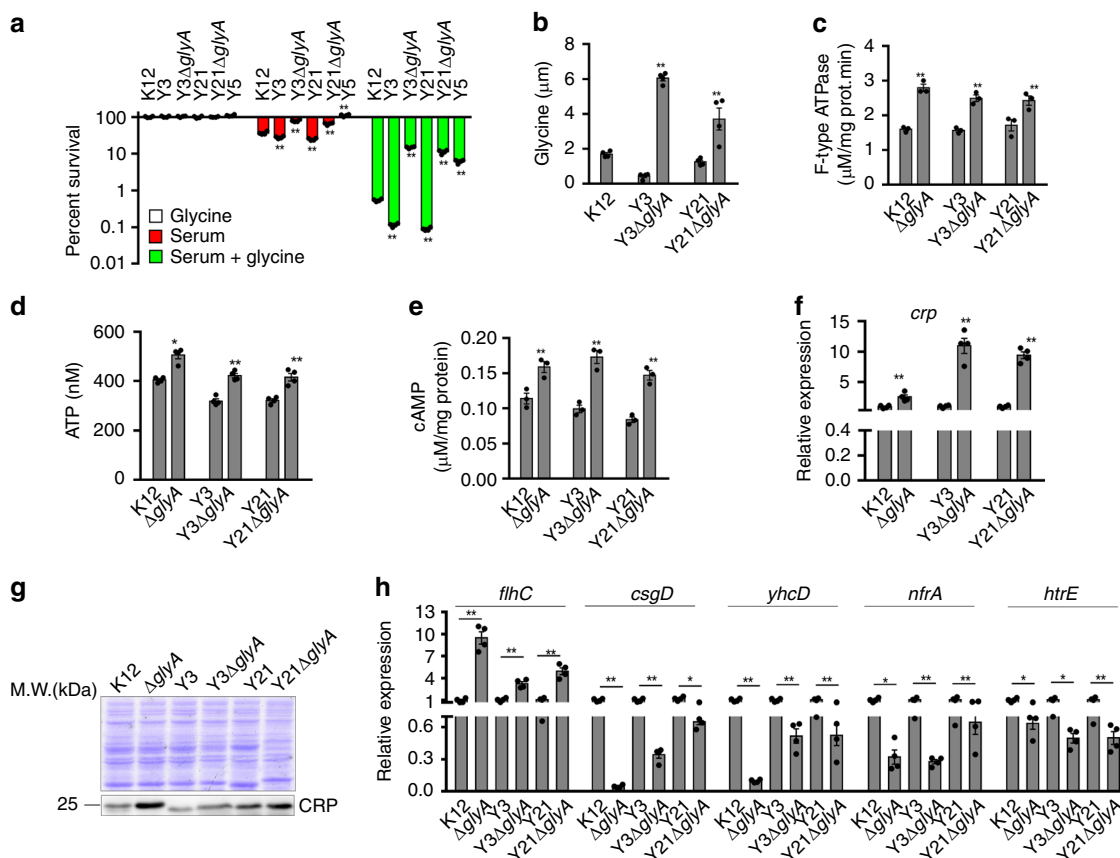 a
K12
Y3
Y3ΔglyA
Y21
Y21ΔglyA
Y5
K12
Y3
Y3ΔglyA
Y21
Y21ΔglyA
Y5
K12
Y3
Y3ΔglyA
Y21
Y21ΔglyA
Y5
Percent survival
100
10
1
0.1
0.01
**
**
**
**
**
**
**
**
**
**
Glycine
Serum
Serum + glycine
b
Glycine (μm)
8
6
4
2
0
**
**
K12
Y3
Y3ΔglyA
Y21
Y21ΔglyA
c
F-type ATPase
(μM/mg prot.min)
4
3
2
1
0
**
**
**
K12
ΔglyA
Y3
Y3ΔglyA
Y21
Y21ΔglyA
d
ATP (nM)
600
400
200
0
*
**
**
K12
ΔglyA
Y3
Y3ΔglyA
Y21
Y21ΔglyA
e
cAMP
(μM/mg protein)
0.20
0.15
0.10
0.05
0.00
**
**
**
K12
ΔglyA
Y3
Y3ΔglyA
Y21
Y21ΔglyA
f
crp
Relative expression
15
10
5
0.4
0.2
0.0
**
**
**
K12
ΔglyA
Y3
Y3ΔglyA
Y21
Y21ΔglyA
g
K12
ΔglyA
Y3
Y3ΔglyA
Y21
Y21ΔglyA
M.W.(kDa)
25
CRP
h
flhC csgD yhcD nfrA htrE
Relative expression
13
10
7
4
1
0.6
0.3
0.0
** ** **
** ** *
** ** **
* ** **
* * **
K12
ΔglyA
Y3
Y3ΔglyA
Y21
Y21ΔglyA
K12
ΔglyA
Y3
Y3ΔglyA
Y21
Y21ΔglyA
K12
ΔglyA
Y3
Y3ΔglyA
Y21
Y21ΔglyA
K12
ΔglyA
Y3
Y3ΔglyA
Y21
Y21ΔglyA
K12
ΔglyA
Y3
Y3ΔglyA
Y21
Y21ΔglyA